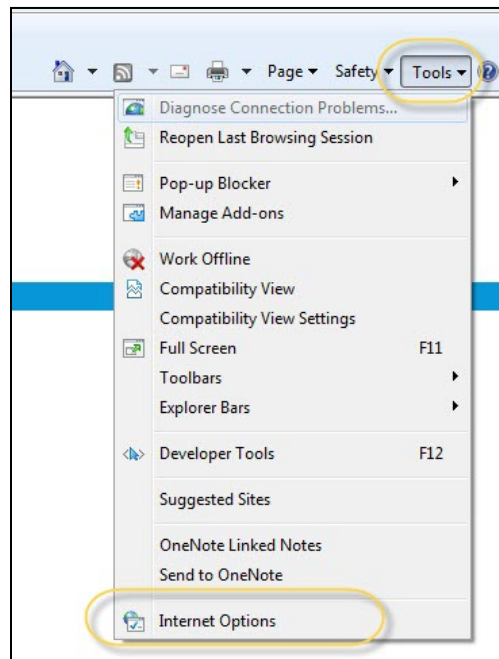 Page Safety Tools
Diagnose Connection Problems...
Reopen Last Browsing Session
Pop-up Blocker
Manage Add-ons
Work Offline
Compatibility View
Compatibility View Settings
Full Screen F11
Toolbars
Explorer Bars
Developer Tools F12
Suggested Sites
OneNote Linked Notes
Send to OneNote
Internet Options